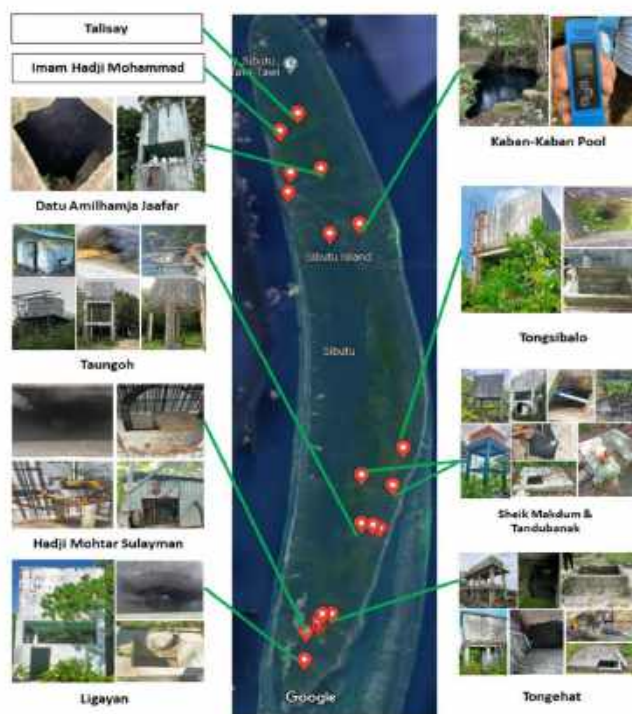 Talisay
Imam Hadji Mohammad
Datu Amilhamja Jaafar
Taungoh
Hadji Mohtar Sulayman
Ligayan
Sibutu Island
Sibutu
Google
Kaban-Kaban Pool
Tongsibalo
Sheik Makdum &
Tandubanak
Tongehat